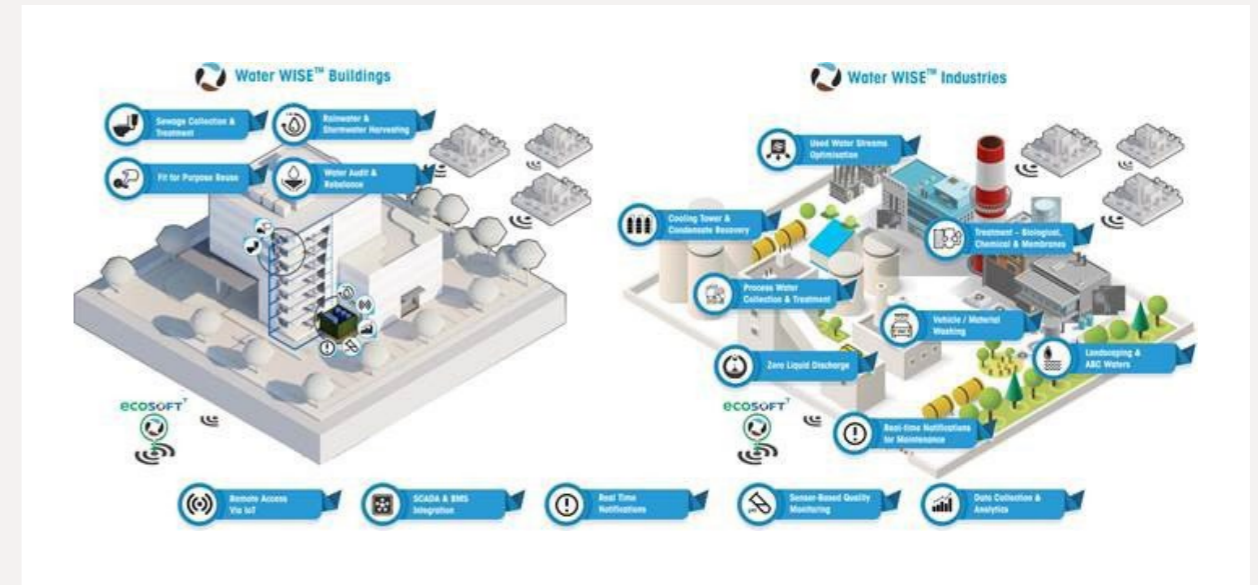 Water WISE™ Buildings
Sewage Collection &
Treatment
Rainwater &
Stormwater Harvesting
Fit for Purpose Reuse
Water Audit &
Rebalance
ecosoft
Water WISE™ Industries
Used Water Streams
Optimisation
Cooling Tower &
Condensate Recovery
Treatment - Biological,
Chemical & Membranes
Process Water
Collection & Treatment
Vehicle / Material
Washing
Zero Liquid Discharge
Landscaping &
ABC Waters
ecosoft
Real-time Notifications
for Maintenance
Remote Access
Via IoT
SCADA & BMS
Integration
Real Time
Notifications
Sensor-Based Quality
Monitoring
Data Collection &
Analytics